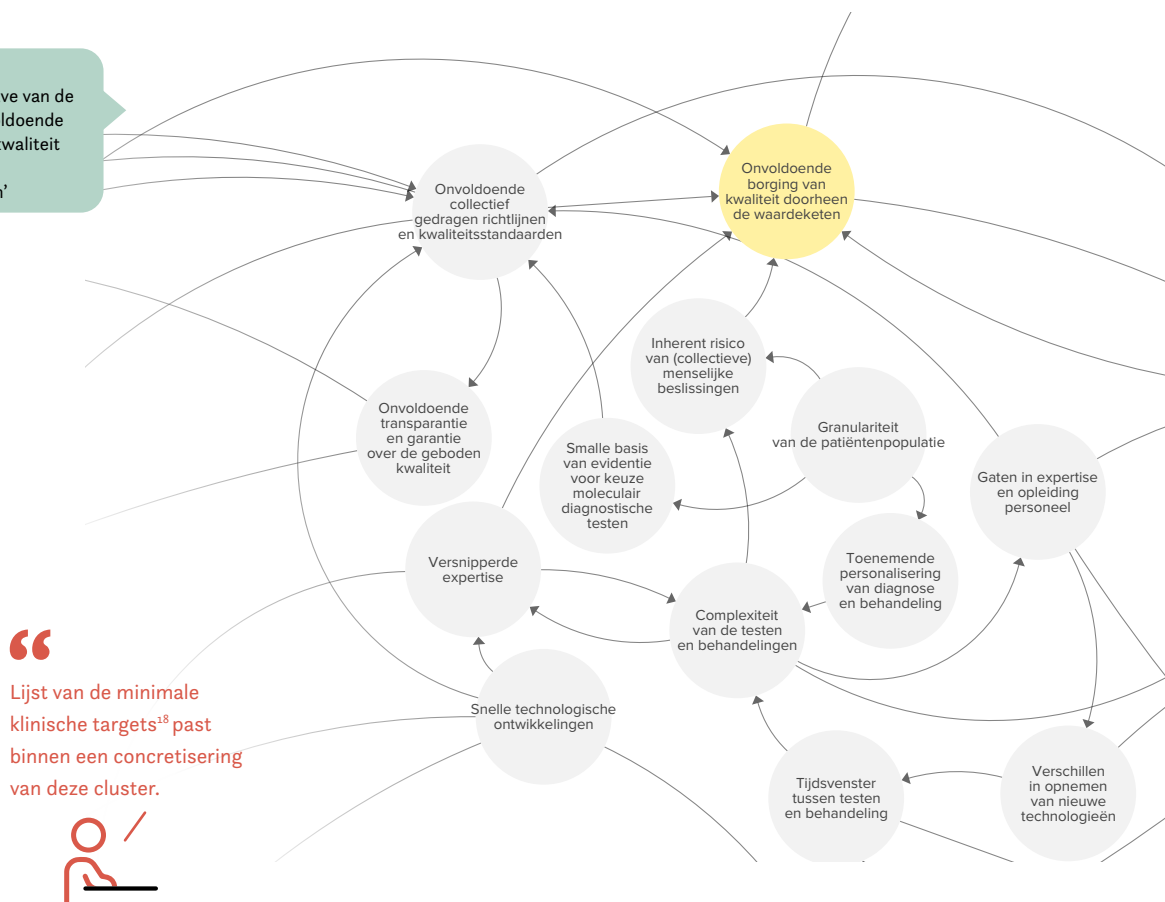 van de
kwaliteit
Onvoldoende
collectief
gedragen richtlijnen
en kwaliteitsstandaarden
Onvoldoende
borging van
kwaliteit doorheen
de waardeketen
Inherent risico
van (collectieve)
menselijke
beslissingen
Onvoldoende
transparantie
en garantie
over de geboden
kwaliteit
Smalle basis
van evidentie
voor keuze
moleculair
diagnostische
testen
Granulariteit
van de patiëntenpopulatie
Gaten in expertise
en opleiding
personeel
Versnipperde
expertise
Toenemende
personalisering
van diagnose
en behandeling
Complexiteit
van de testen
en behandelingen
Snelle technologische
ontwikkelingen
Tijdsvenster
tussen testen
en behandeling
Verschillen
in opnemen
van nieuwe
technologieën
“
Lijst van de minimale
klinische targets¹⁸ past
binnen een concretisering
van deze cluster.